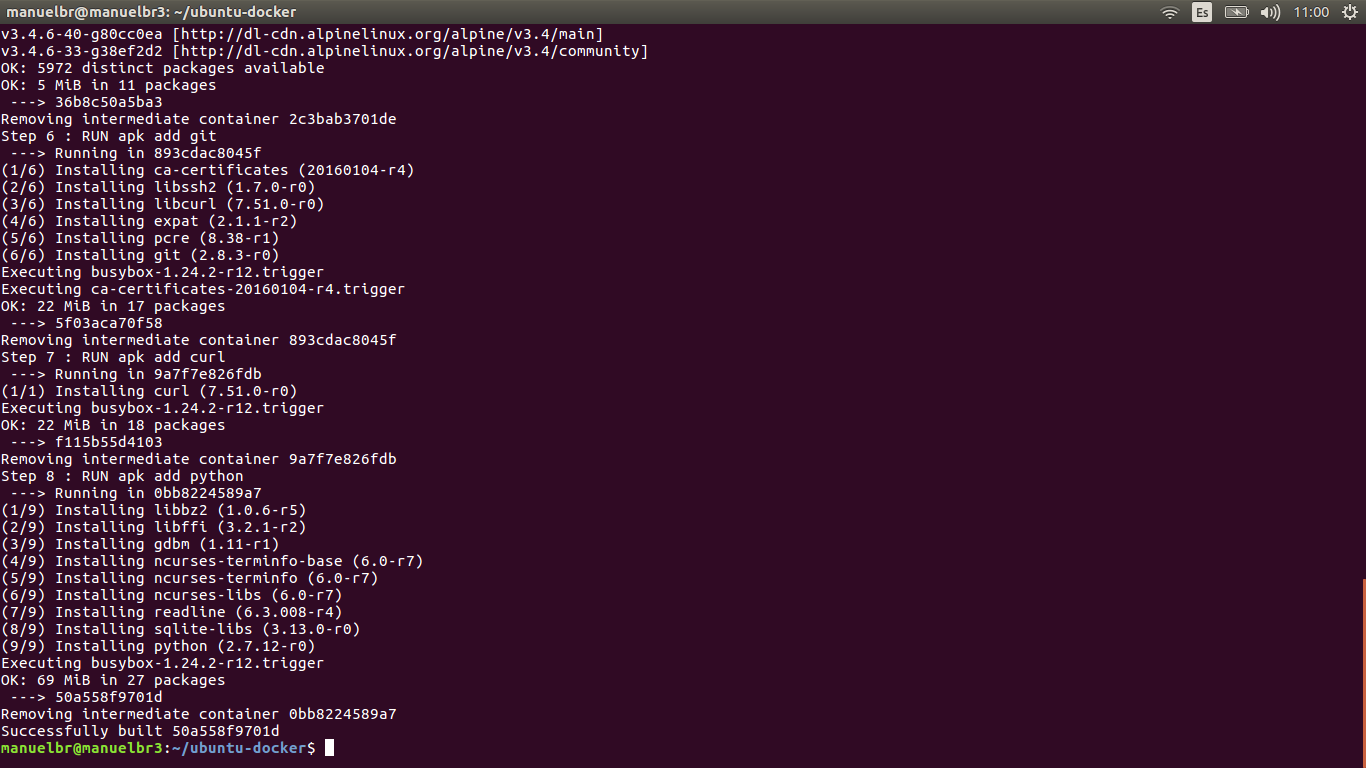 manuelbr@manuelbr3: ~/ubuntu-docker
Es
11:00
v3.4.6-40-g80cc0ea [http://dl-cdn.alpinelinux.org/alpine/v3.4/main]
v3.4.6-33-g38ef2d2 [http://dl-cdn.alpinelinux.org/alpine/v3.4/community]
OK: 5972 distinct packages available
OK: 5 MiB in 11 packages
 ---> 36b8c50a5ba3
Removing intermediate container 2c3bab3701de
Step 6 : RUN apk add git
 ---> Running in 893cdac8045f
(1/6) Installing ca-certificates (20160104-r4)
(2/6) Installing libssh2 (1.7.0-r0)
(3/6) Installing libcurl (7.51.0-r0)
(4/6) Installing expat (2.1.1-r2)
(5/6) Installing pcre (8.38-r1)
(6/6) Installing git (2.8.3-r0)
Executing busybox-1.24.2-r12.trigger
Executing ca-certificates-20160104-r4.trigger
OK: 22 MiB in 17 packages
 ---> 5f03aca70f58
Removing intermediate container 893cdac8045f
Step 7 : RUN apk add curl
 ---> Running in 9a7f7e826fdb
(1/1) Installing curl (7.51.0-r0)
Executing busybox-1.24.2-r12.trigger
OK: 22 MiB in 18 packages
 ---> f115b55d4103
Removing intermediate container 9a7f7e826fdb
Step 8 : RUN apk add python
 ---> Running in 0bb8224589a7
(1/9) Installing libbz2 (1.0.6-r5)
(2/9) Installing libffi (3.2.1-r2)
(3/9) Installing gdbm (1.11-r1)
(4/9) Installing ncurses-terminfo-base (6.0-r7)
(5/9) Installing ncurses-terminfo (6.0-r7)
(6/9) Installing ncurses-libs (6.0-r7)
(7/9) Installing readline (6.3.008-r4)
(8/9) Installing sqlite-libs (3.13.0-r0)
(9/9) Installing python (2.7.12-r0)
Executing busybox-1.24.2-r12.trigger
OK: 69 MiB in 27 packages
 ---> 50a558f9701d
Removing intermediate container 0bb8224589a7
Successfully built 50a558f9701d
manuelbr@manuelbr3:~/ubuntu-docker$